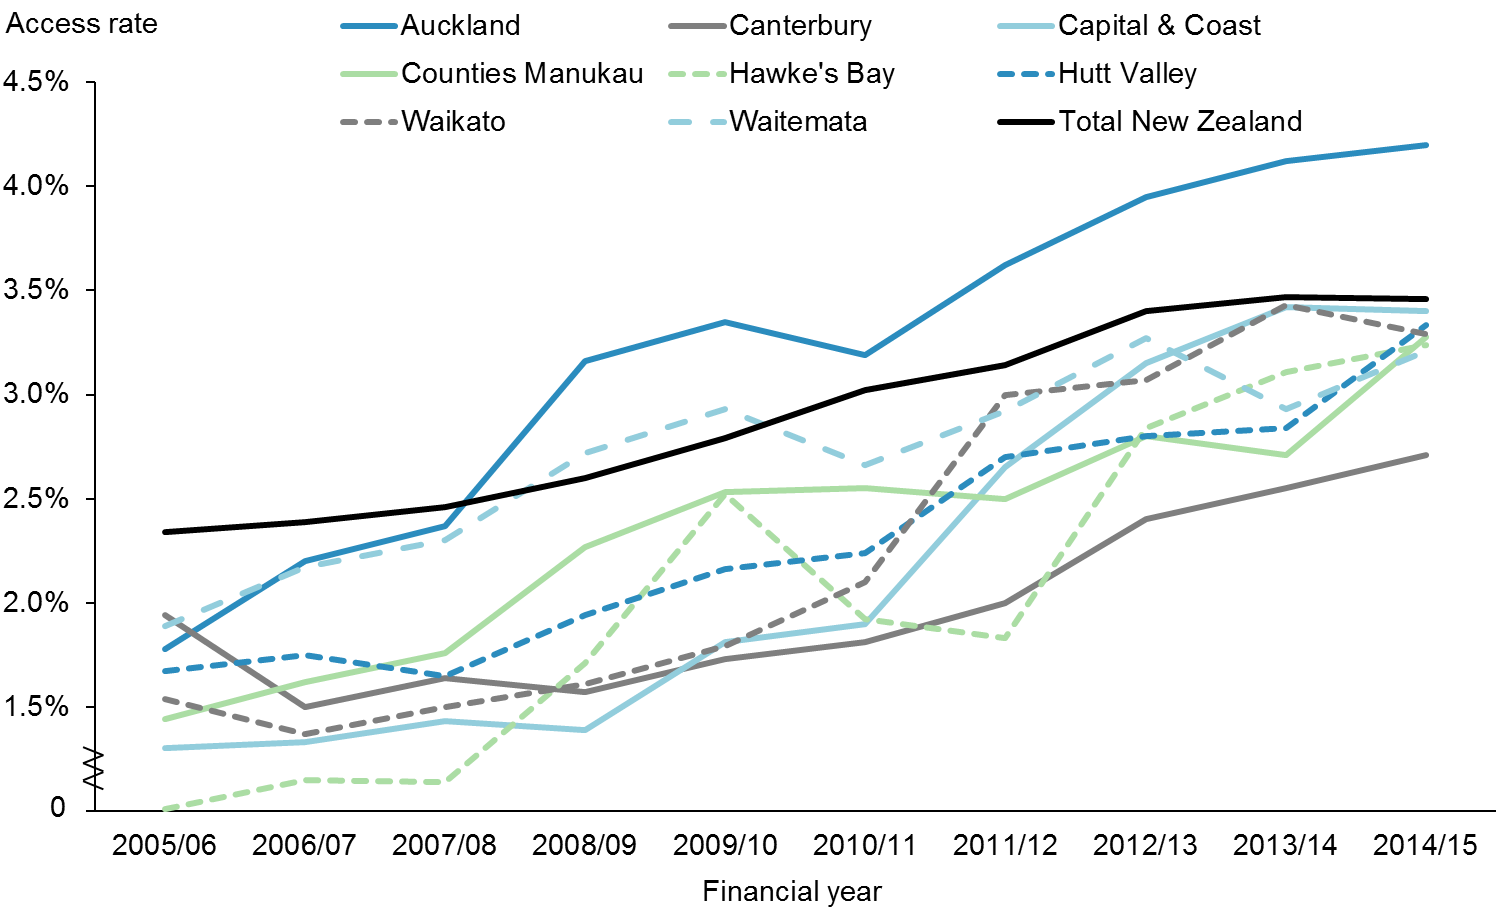 Access rate
Auckland Canterbury Capital & Coast
Counties Manukau Hawke's Bay Hutt Valley
Waikato Waitemata Total New Zealand
4.5%
4.0%
3.5%
3.0%
2.5%
2.0%
1.5%
0
2005/06 2006/07 2007/08 2008/09 2009/10 2010/11 2011/12 2012/13 2013/14 2014/15
Financial year